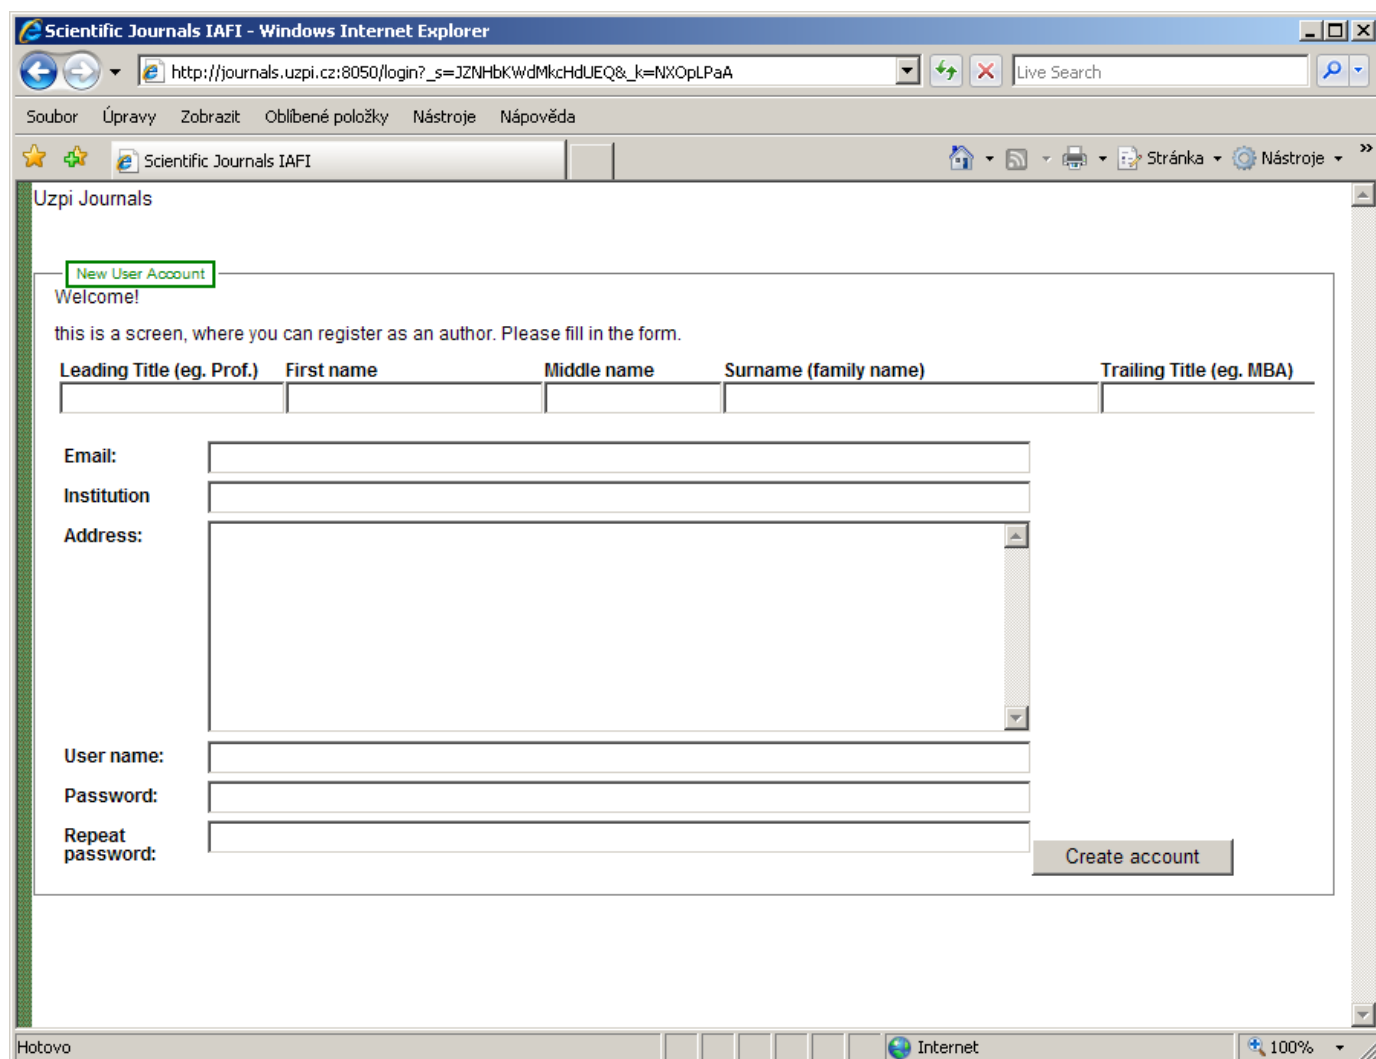 Scientific Journals IAFI - Windows Internet Explorer
http://journals.uzpi.cz:8050/login?_s=JZNHbKWdMkcHdUEQ&_k=NXOpLPaA
Live Search
Soubor Úpravy Zobrazit Oblíbené položky Nástroje Nápověda
Scientific Journals IAFI
Stránka Nástroje »
Uzpi Journals
New User Account
Welcome!
this is a screen, where you can register as an author. Please fill in the form.
Leading Title (eg. Prof.) First name Middle name Surname (family name) Trailing Title (eg. MBA)
Email:
Institution
Address:
User name:
Password:
Repeat
password:
Create account
Hotovo Internet 100%